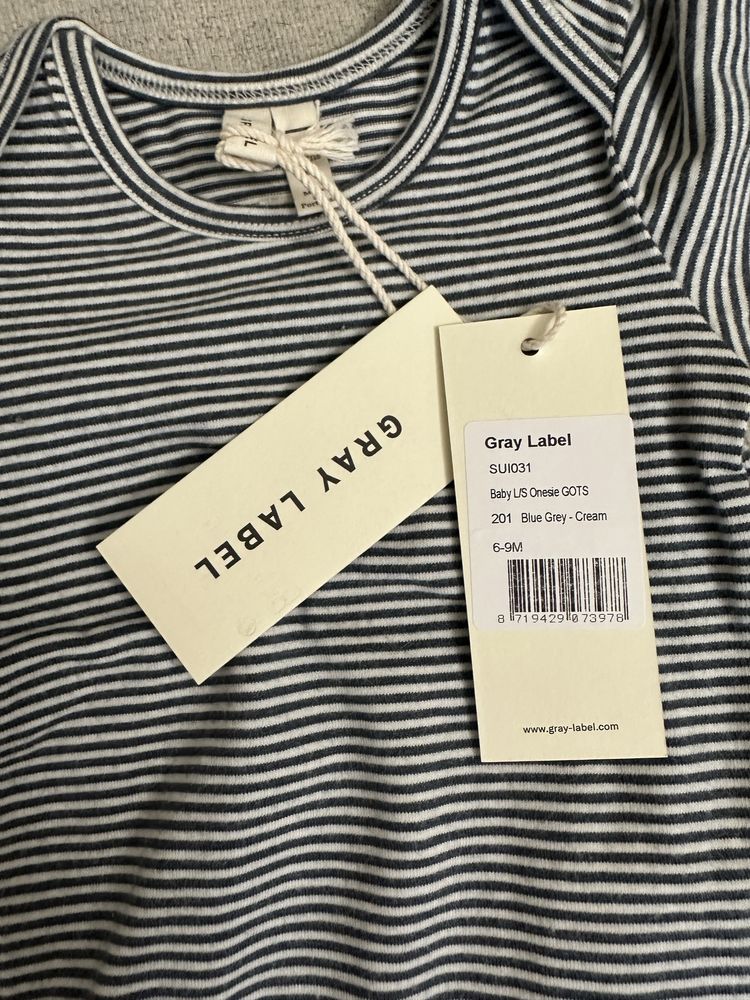 GRAY LABEL
Gray Label
SUI031
Baby L/S Onesie GOTS
201 Blue Grey - Cream
6-9M
8 719429 073978
www.gray-label.com